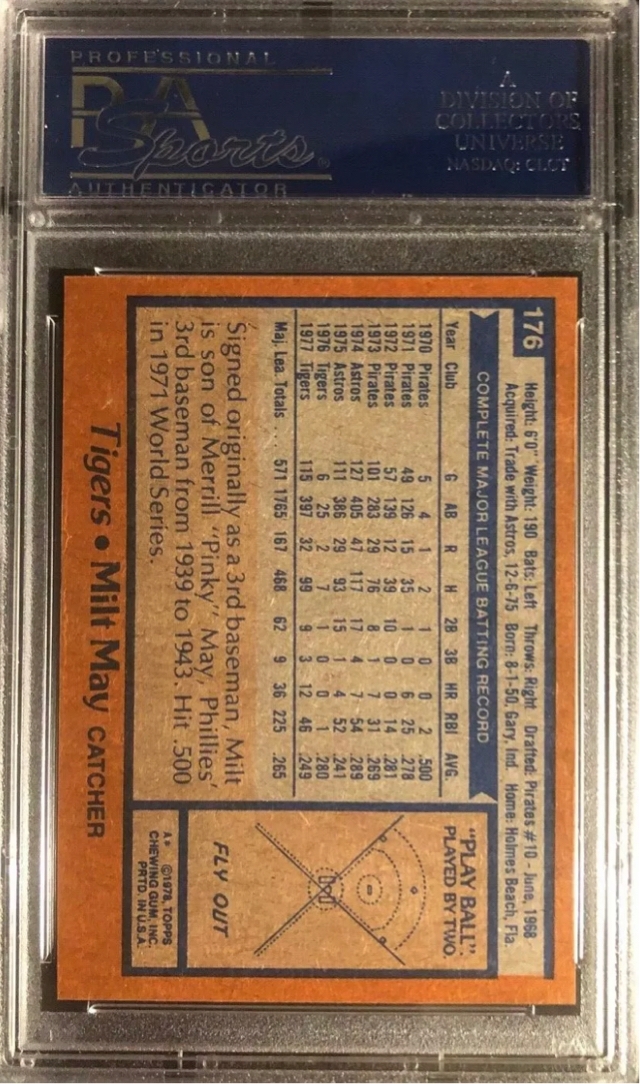 PROFESSIONAL
PSA
Sports®
AUTHENTICATOR
A
DIVISION OF
COLLECTORS
UNIVERSE
NASDAQ: CLCT
176
Height: 6'0" Weight: 190 Bats: Left Throws: Right Drafted: Pirates #10 - June, 1968
Acquired: Trade with Astros, 12-6-75 Born: 8-1-50, Gary, Ind. Home: Holmes Beach, Fla.
COMPLETE MAJOR LEAGUE BATTING RECORD
Year Club G AB R H 2B 3B HR RBI AVG.
1970 Pirates 5 4 1 2 1 0 0 2 .500
1971 Pirates 49 126 15 35 1 0 6 25 .278
1972 Pirates 57 139 12 39 10 0 0 14 .281
1973 Pirates 101 283 29 76 8 1 7 31 .269
1974 Astros 127 405 47 117 17 4 7 54 .289
1975 Astros 111 386 29 93 15 1 4 52 .241
1976 Tigers 6 25 2 7 1 0 0 1 .280
1977 Tigers 115 397 32 99 9 3 12 46 .249
Maj. Lea. Totals . . . 571 1765 167 468 62 9 36 225 .265
Signed originally as a 3rd baseman, Milt
is son of Merrill "Pinky" May, Phillies'
3rd baseman from 1939 to 1943. Hit .500
in 1971 World Series.
"PLAY BALL".
PLAYED BY TWO.
FLY OUT
A* ©1978, TOPPS
CHEWING GUM, INC.
PRTD. IN U.S.A.
Tigers • Milt May CATCHER